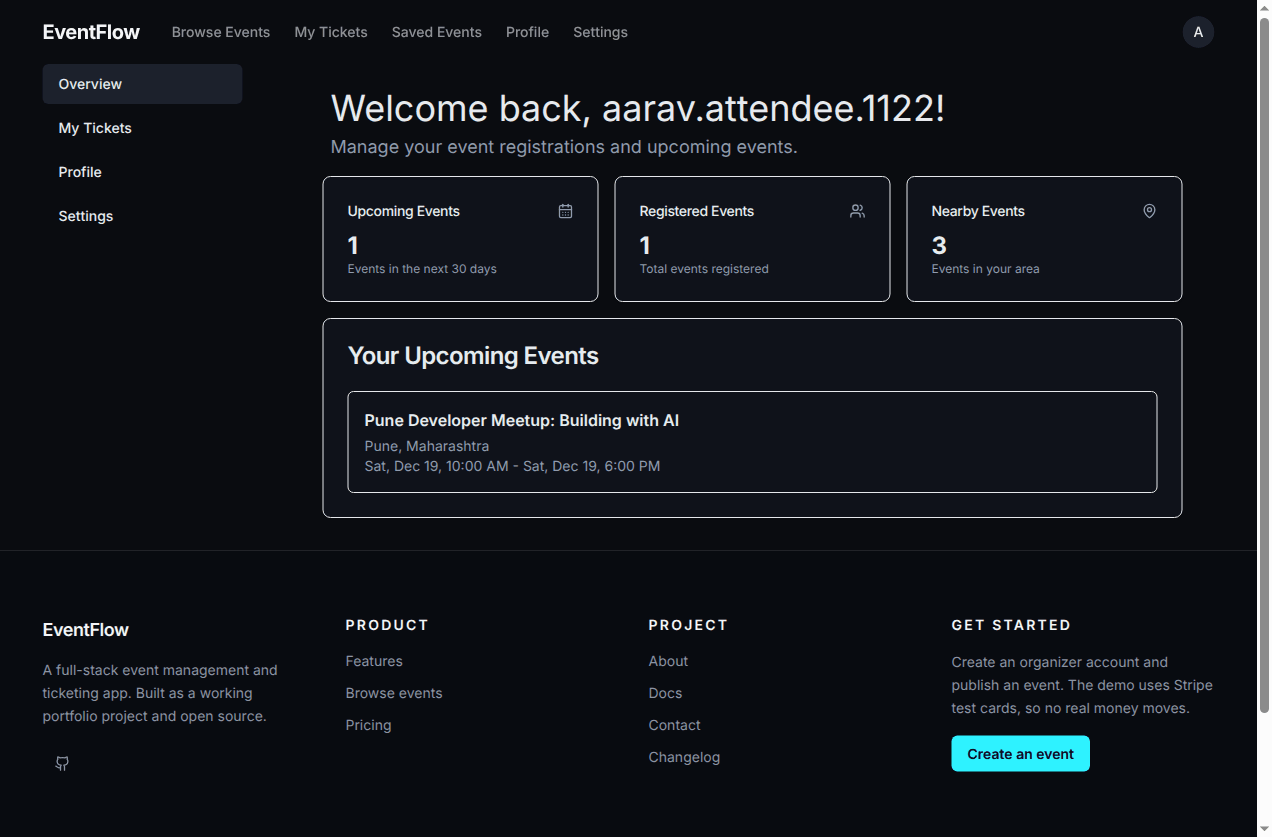 EventFlow
Browse Events
My Tickets
Saved Events
Profile
Settings
A
Overview
My Tickets
Profile
Settings
Welcome back, aarav.attendee.1122!
Manage your event registrations and upcoming events.
Upcoming Events
1
Events in the next 30 days
Registered Events
1
Total events registered
Nearby Events
3
Events in your area
Your Upcoming Events
Pune Developer Meetup: Building with AI
Pune, Maharashtra
Sat, Dec 19, 10:00 AM - Sat, Dec 19, 6:00 PM
EventFlow
A full-stack event management and
ticketing app. Built as a working
portfolio project and open source.
PRODUCT
Features
Browse events
Pricing
PROJECT
About
Docs
Contact
Changelog
GET STARTED
Create an organizer account and
publish an event. The demo uses Stripe
test cards, so no real money moves.
Create an event